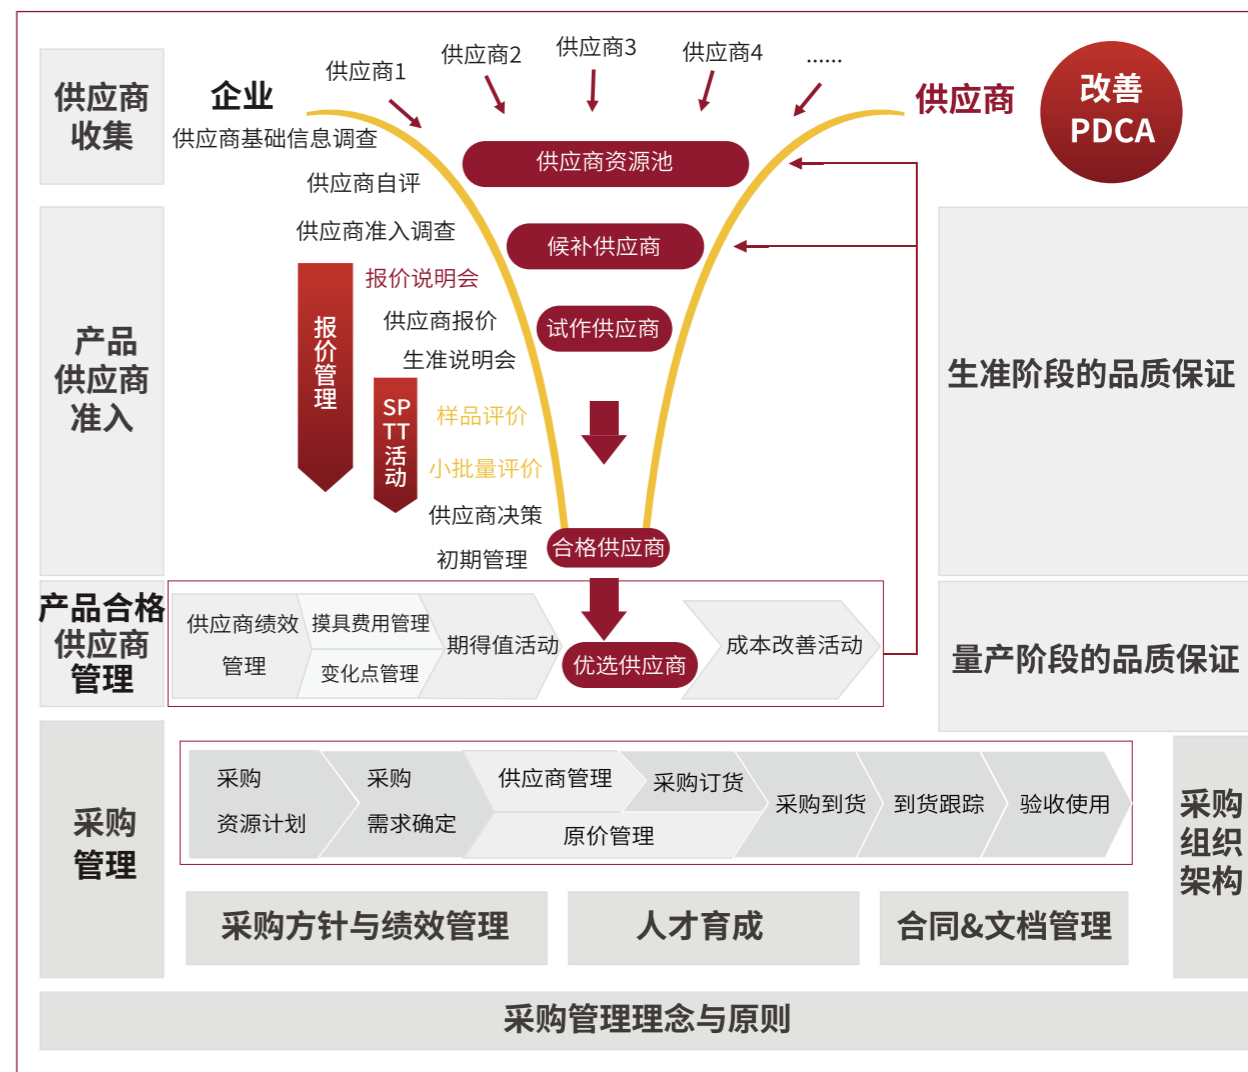 供应商
收集
企业
供应商1
供应商2
供应商3
供应商4
......
供应商
改善
PDCA
供应商基础信息调查
供应商资源池
供应商自评
产品
供应商
准入
供应商准入调查
候补供应商
报价说明会
报价管理
供应商报价
试作供应商
生准说明会
SP
TT
活
动
样品评价
小批量评价
供应商决策
初期管理
合格供应商
生准阶段的品质保证
产品合格
供应商
管理
供应商绩效
管理
摸具费用管理
变化点管理
期得值活动
优选供应商
成本改善活动
量产阶段的品质保证
采购
管理
采购
资源计划
采购
需求确定
供应商管理
原价管理
采购订货
采购到货
到货跟踪
验收使用
采购
组织
架构
采购方针与绩效管理
人才育成
合同&文档管理
采购管理理念与原则